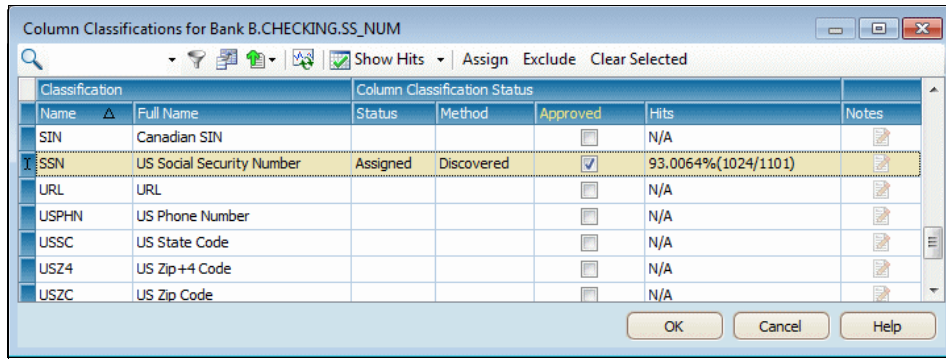 Column Classifications for Bank B.CHECKING.SS_NUM
Show Hits Assign Exclude Clear Selected
Classification Column Classification Status
Name Full Name Status Method Approved Hits Notes
SIN Canadian SIN N/A
SSN US Social Security Number Assigned Discovered 93.0064%(1024/1101)
URL URL N/A
USPHN US Phone Number N/A
USSC US State Code N/A
USZ4 US Zip+4 Code N/A
USZC US Zip Code N/A
OK Cancel Help